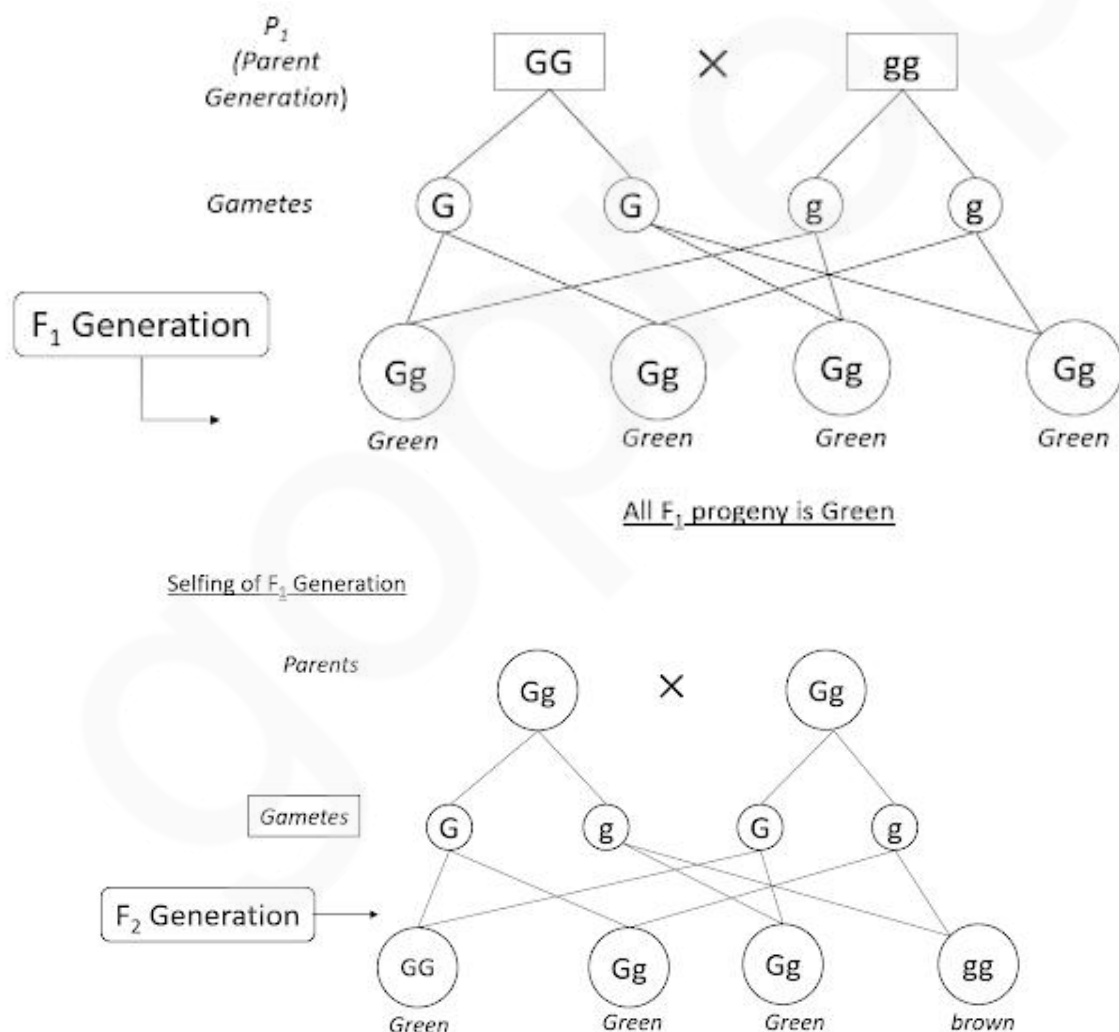 P₁
(Parent
Generation)
GG × gg
Gametes
G G g g
F₁ Generation
Gg Gg Gg Gg
Green Green Green Green
All F₁ progeny is Green
Selfing of F₁ Generation
Parents
Gg × Gg
Gametes
G g G g
F₂ Generation
GG Gg Gg gg
Green Green Green brown